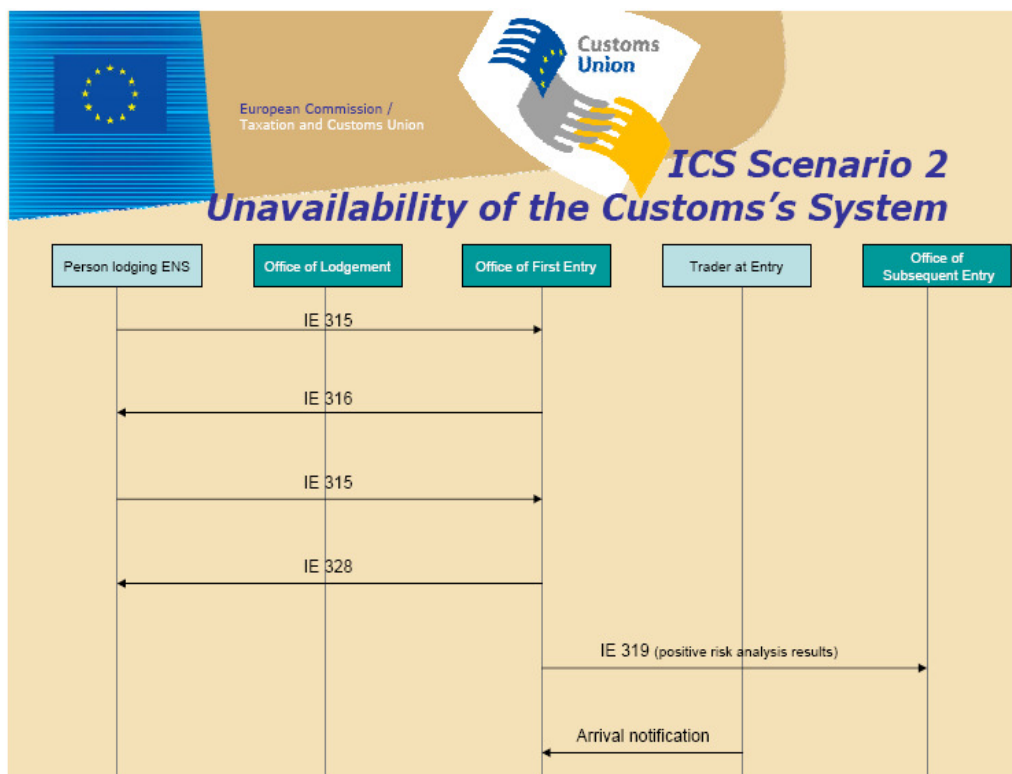 Customs
Union
European Commission /
Taxation and Customs Union
ICS Scenario 2
Unavailability of the Customs's System
Person lodging ENS
Office of Lodgement
Office of First Entry
Trader at Entry
Office of
Subsequent Entry
IE 315
IE 316
IE 315
IE 328
IE 319 (positive risk analysis results)
Arrival notification